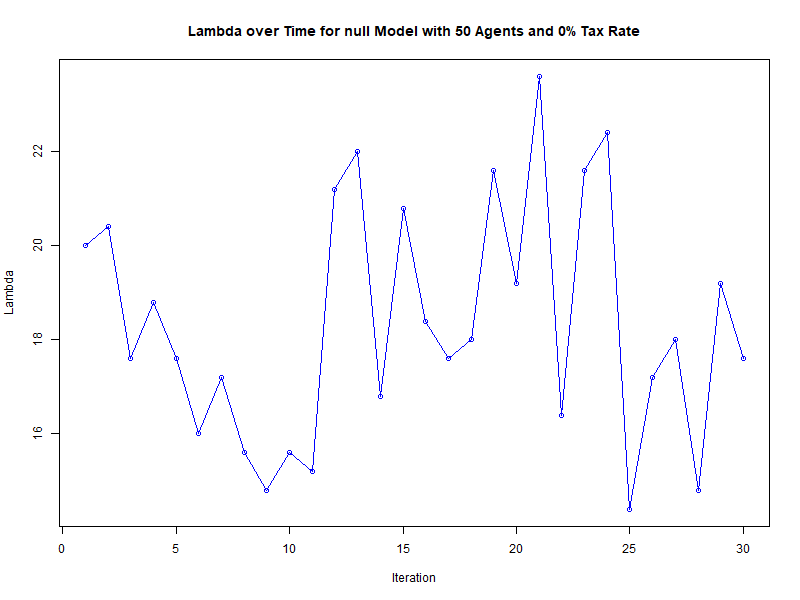 Lambda over Time for null Model with 50 Agents and 0% Tax Rate
22
20
18
16
Lambda
0 5 10 15 20 25 30
Iteration